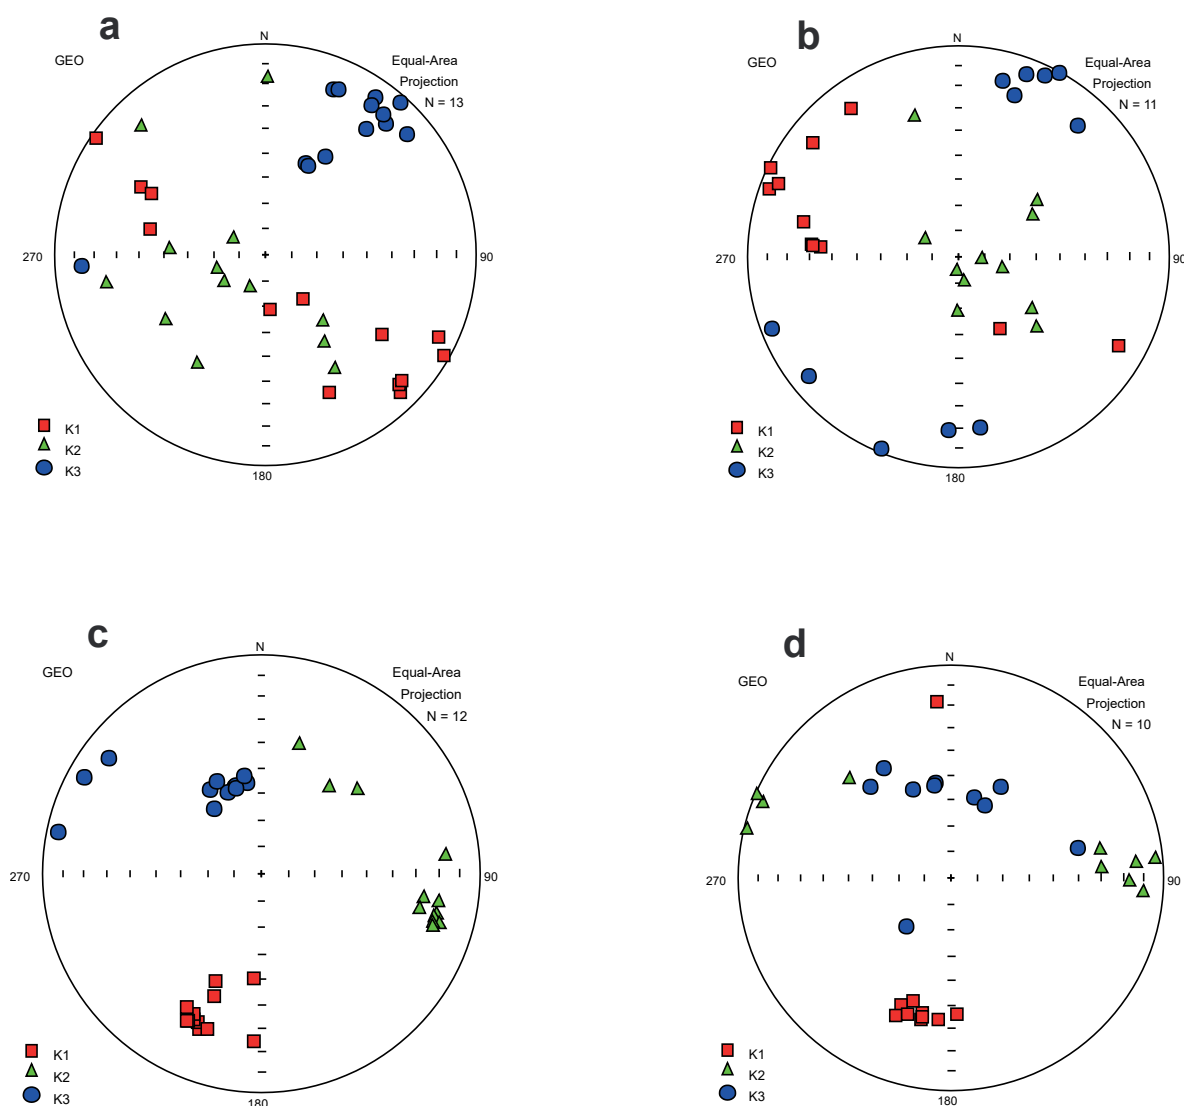 a
N
GEO
Equal-Area
Projection
N = 13
270
90
K1
K2
K3
180
b
N
GEO
Equal-Area
Projection
N = 11
270
90
K1
K2
K3
180
c
N
GEO
Equal-Area
Projection
N = 12
270
90
K1
K2
K3
180
d
N
GEO
Equal-Area
Projection
N = 10
270
90
K1
K2
K3
180